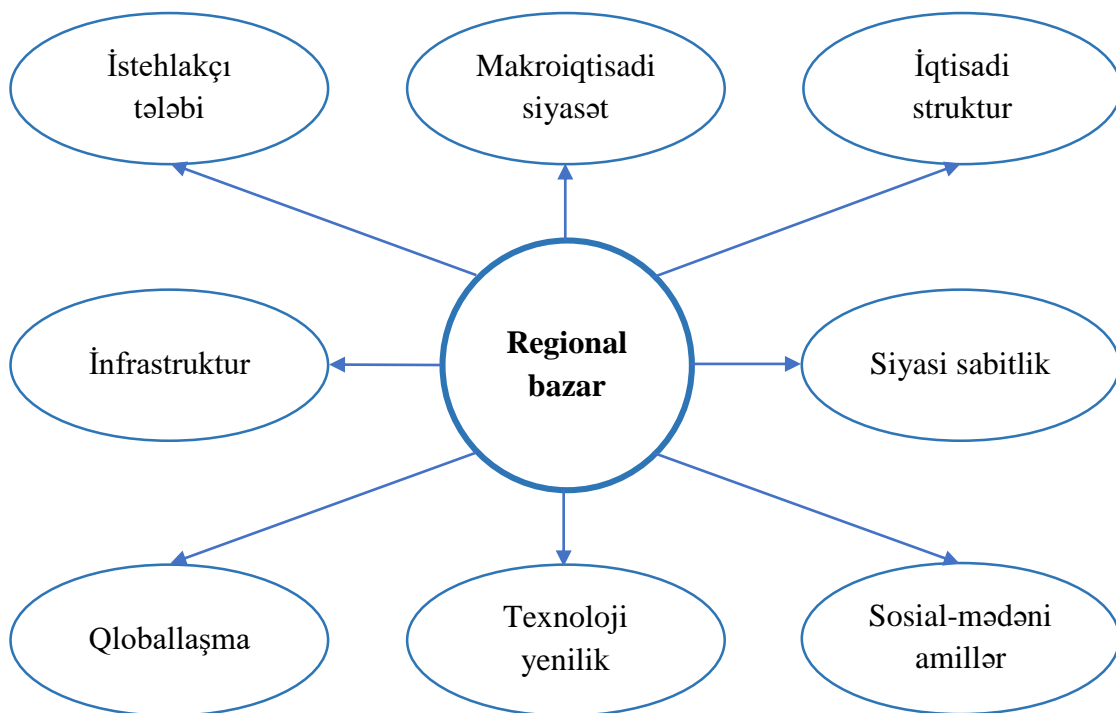 İstehlakçı
tələbi
Makroiqtisadi
siyasət
İqtisadi
struktur
İnfrastruktur
Regional
bazar
Siyasi sabitlik
Qloballaşma
Texnoloji
yenilik
Sosial-mədəni
amillər